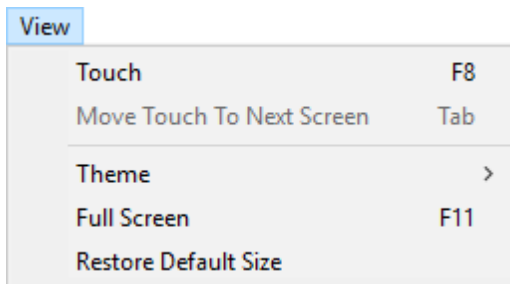 View
Touch F8
Move Touch To Next Screen Tab
Theme
Full Screen F11
Restore Default Size